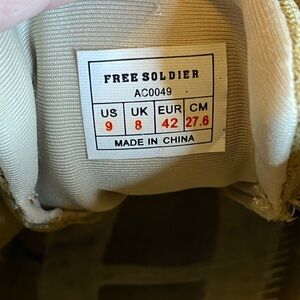 FREE SOLDIER
AC0049
US UK EUR CM
9 8 42 27.6
MADE IN CHINA